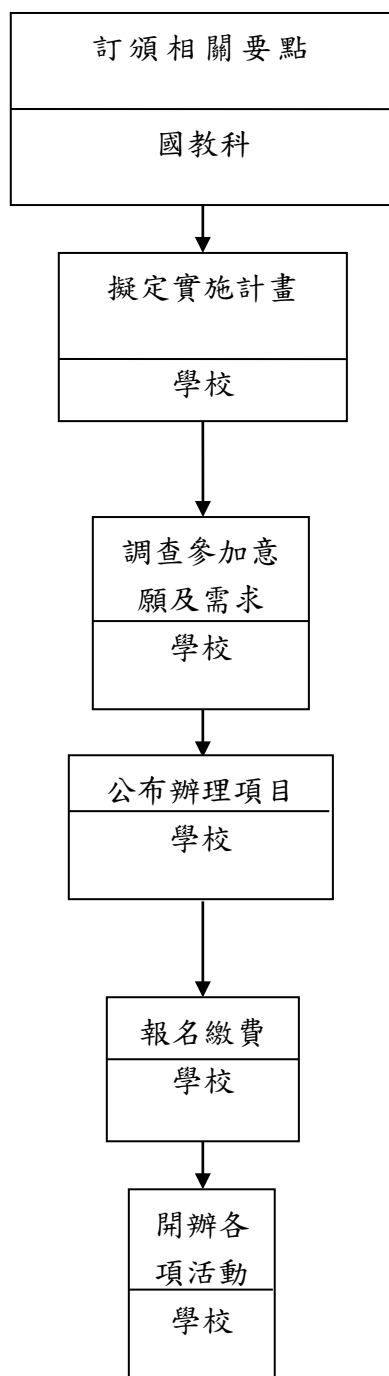 訂頒相關要點
國教科
擬定實施計畫
學校
調查參加意
願及需求
學校
公布辦理項目
學校
報名繳費
學校
開辦各
項活動
學校